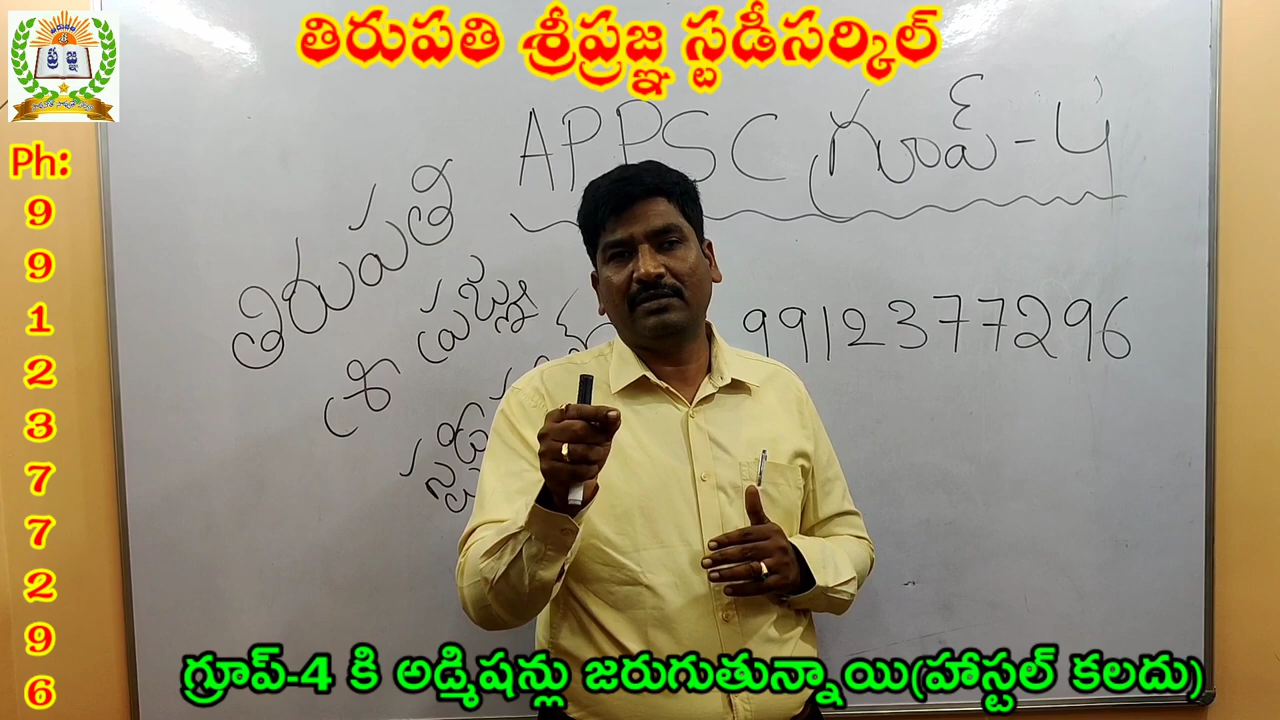 తిరుపతి శ్రీప్రజ్ఞ స్టడీసర్కిల్
ప్రజ్ఞ
Ph:
9
9
1
2
3
7
7
2
9
6
APPSC గ్రూప్-4
తిరుపతి
శ్రీ ప్రజ్ఞ
9912377296
గ్రూప్-4 కి అడ్మిషన్లు జరుగుతున్నాయి(హాస్టల్ కలదు)